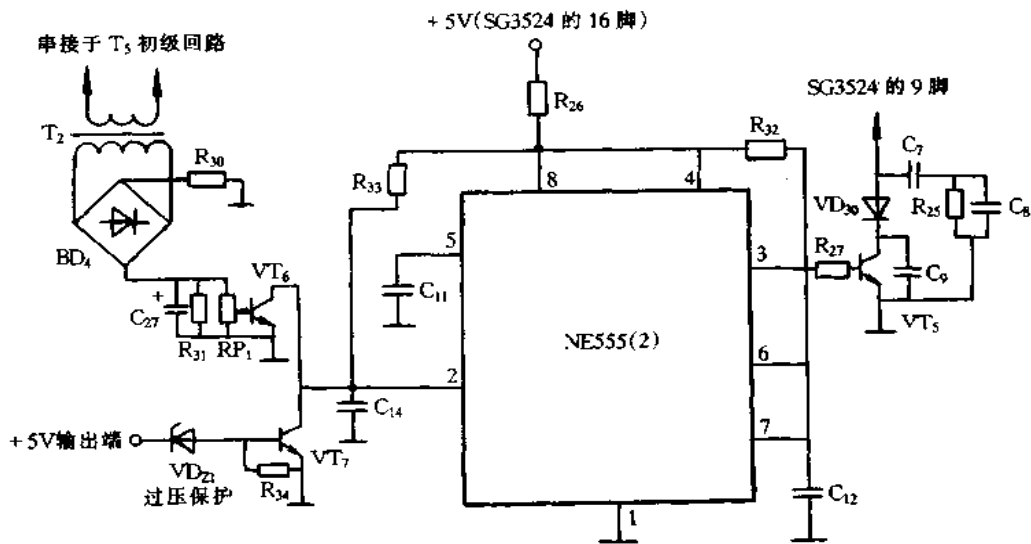 +5V(SG3524 的 16 脚)
串接于 T₅ 初级回路
SG3524 的 9 脚
R₂₆
T₂
R₃₀
R₃₂
C₇
R₃₃
8
4
VD₃₀
R₂₅
C₈
BD₄
5
3
R₂₇
VT₆
C₁₁
C₉
+
C₂₇
VT₅
R₃₁
RP₁
NE555(2)
2
6
C₁₄
7
+5V输出端
VT₇
VD_Z1
R₃₄
过压保护
C₁₂
1